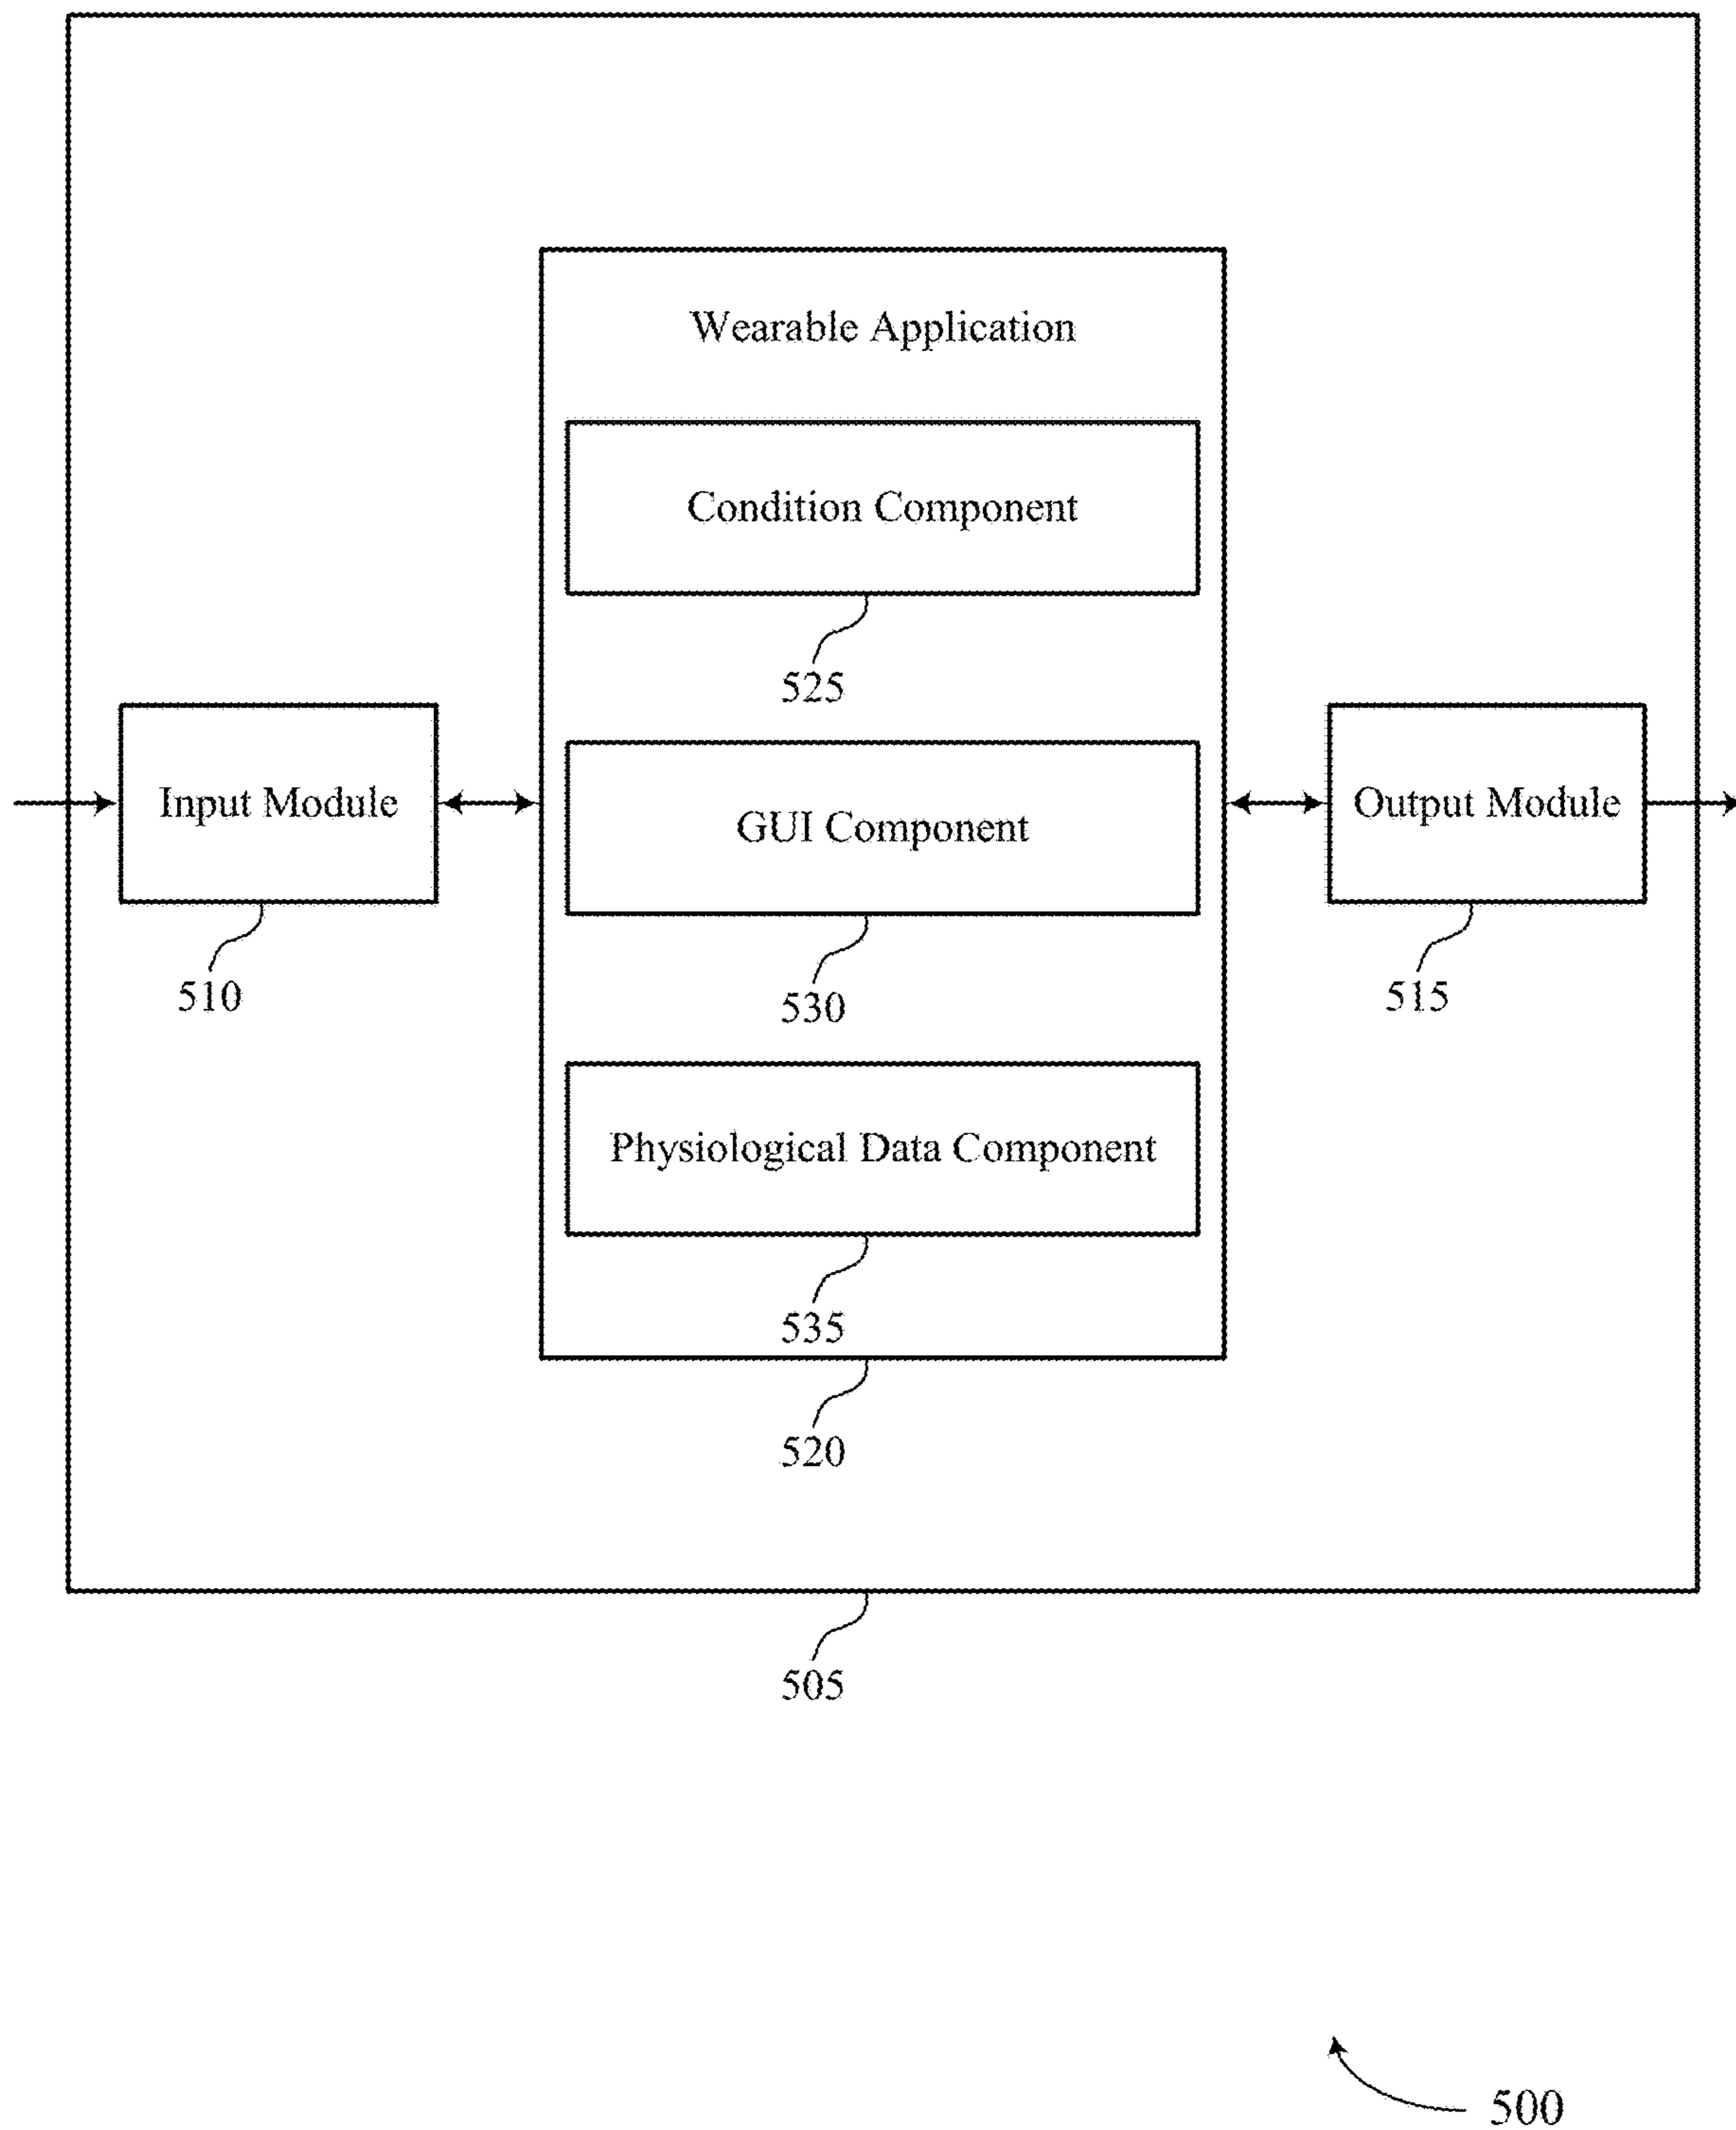 Wearable Application
Condition Component
525
Input Module
GUI Component
Output Module
510
530
515
Physiological Data Component
535
520
505
500